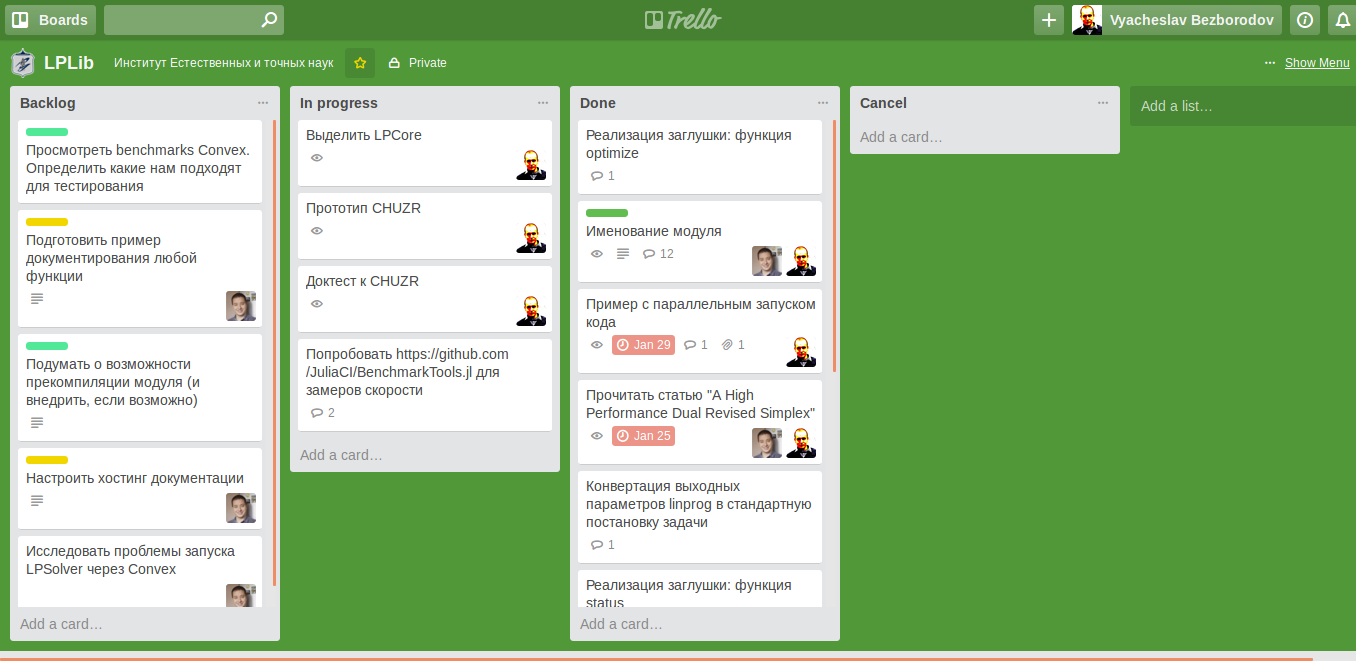 Boards
Trello
Vyacheslav Bezborodov
LPLib
Институт Естественных и точных наук
Private
Show Menu
Backlog
Просмотреть benchmarks Convex.
Определить какие нам подходят
для тестирования
Подготовить пример
документирования любой
функции
Подумать о возможности
прекомпиляции модуля (и
внедрить, если возможно)
Настроить хостинг документации
Исследовать проблемы запуска
LPSolver через Convex
Add a card…
In progress
Выделить LPCore
Прототип CHUZR
Доктест к CHUZR
Попробовать https://github.com
/JuliaCI/BenchmarkTools.jl для
замеров скорости
2
Add a card…
Done
Реализация заглушки: функция
optimize
1
Именование модуля
12
Пример с параллельным запуском
кода
Jan 29
1
1
Прочитать статью "A High
Performance Dual Revised Simplex"
Jan 25
Конвертация выходных
параметров linprog в стандартную
постановку задачи
1
Реализация заглушки: функция
status
Add a card…
Cancel
Add a card…
Add a list…